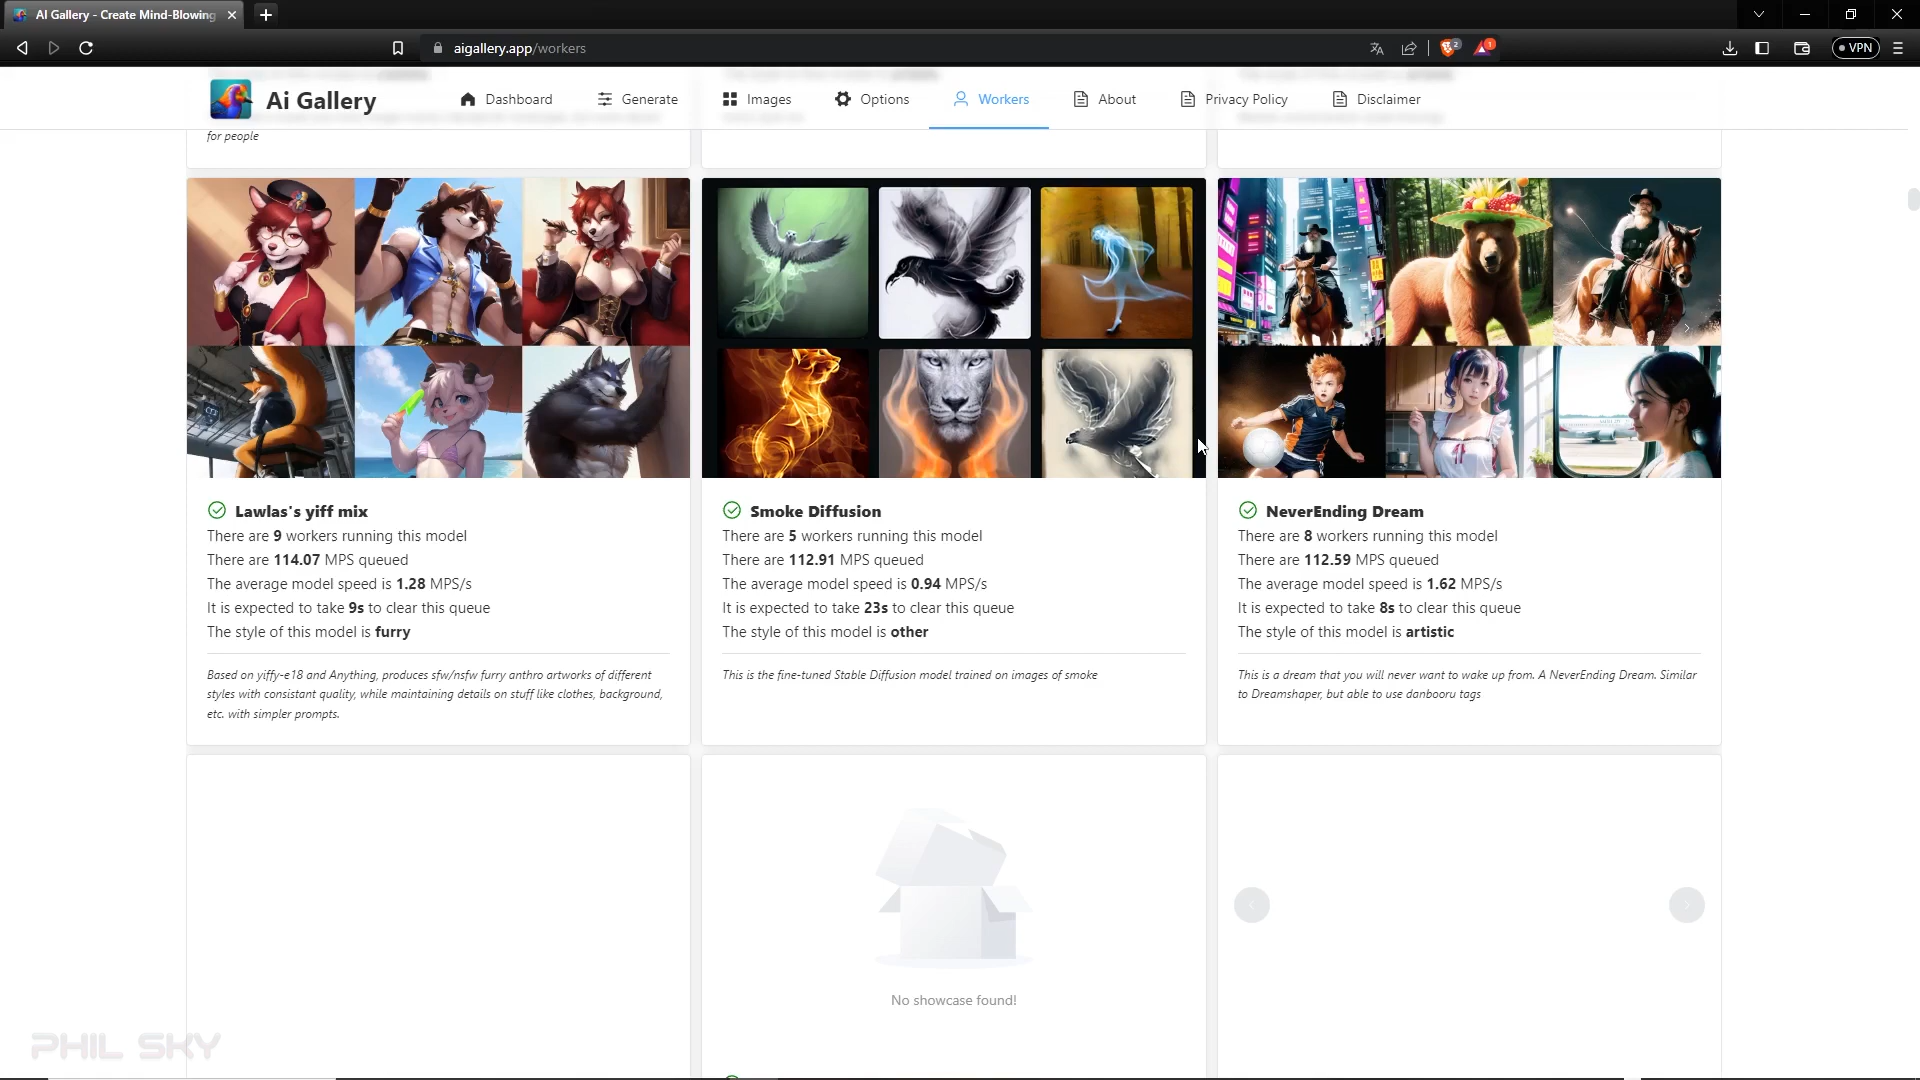 AI Gallery - Create Mind-Blowing
aigallery.app/workers
2
1
VPN
Ai Gallery
Dashboard
Generate
Images
Options
Workers
About
Privacy Policy
Disclaimer
for people
Lawlas's yiff mix
There are 9 workers running this model
There are 114.07 MPS queued
The average model speed is 1.28 MPS/s
It is expected to take 9s to clear this queue
The style of this model is furry
Based on yiffy-e18 and Anything, produces sfw/nsfw furry anthro artworks of different
styles with consistant quality, while maintaining details on stuff like clothes, background,
etc. with simpler prompts.
Smoke Diffusion
There are 5 workers running this model
There are 112.91 MPS queued
The average model speed is 0.94 MPS/s
It is expected to take 23s to clear this queue
The style of this model is other
This is the fine-tuned Stable Diffusion model trained on images of smoke
NeverEnding Dream
There are 8 workers running this model
There are 112.59 MPS queued
The average model speed is 1.62 MPS/s
It is expected to take 8s to clear this queue
The style of this model is artistic
This is a dream that you will never want to wake up from. A NeverEnding Dream. Similar
to Dreamshaper, but able to use danbooru tags
No showcase found!
PHIL SKY